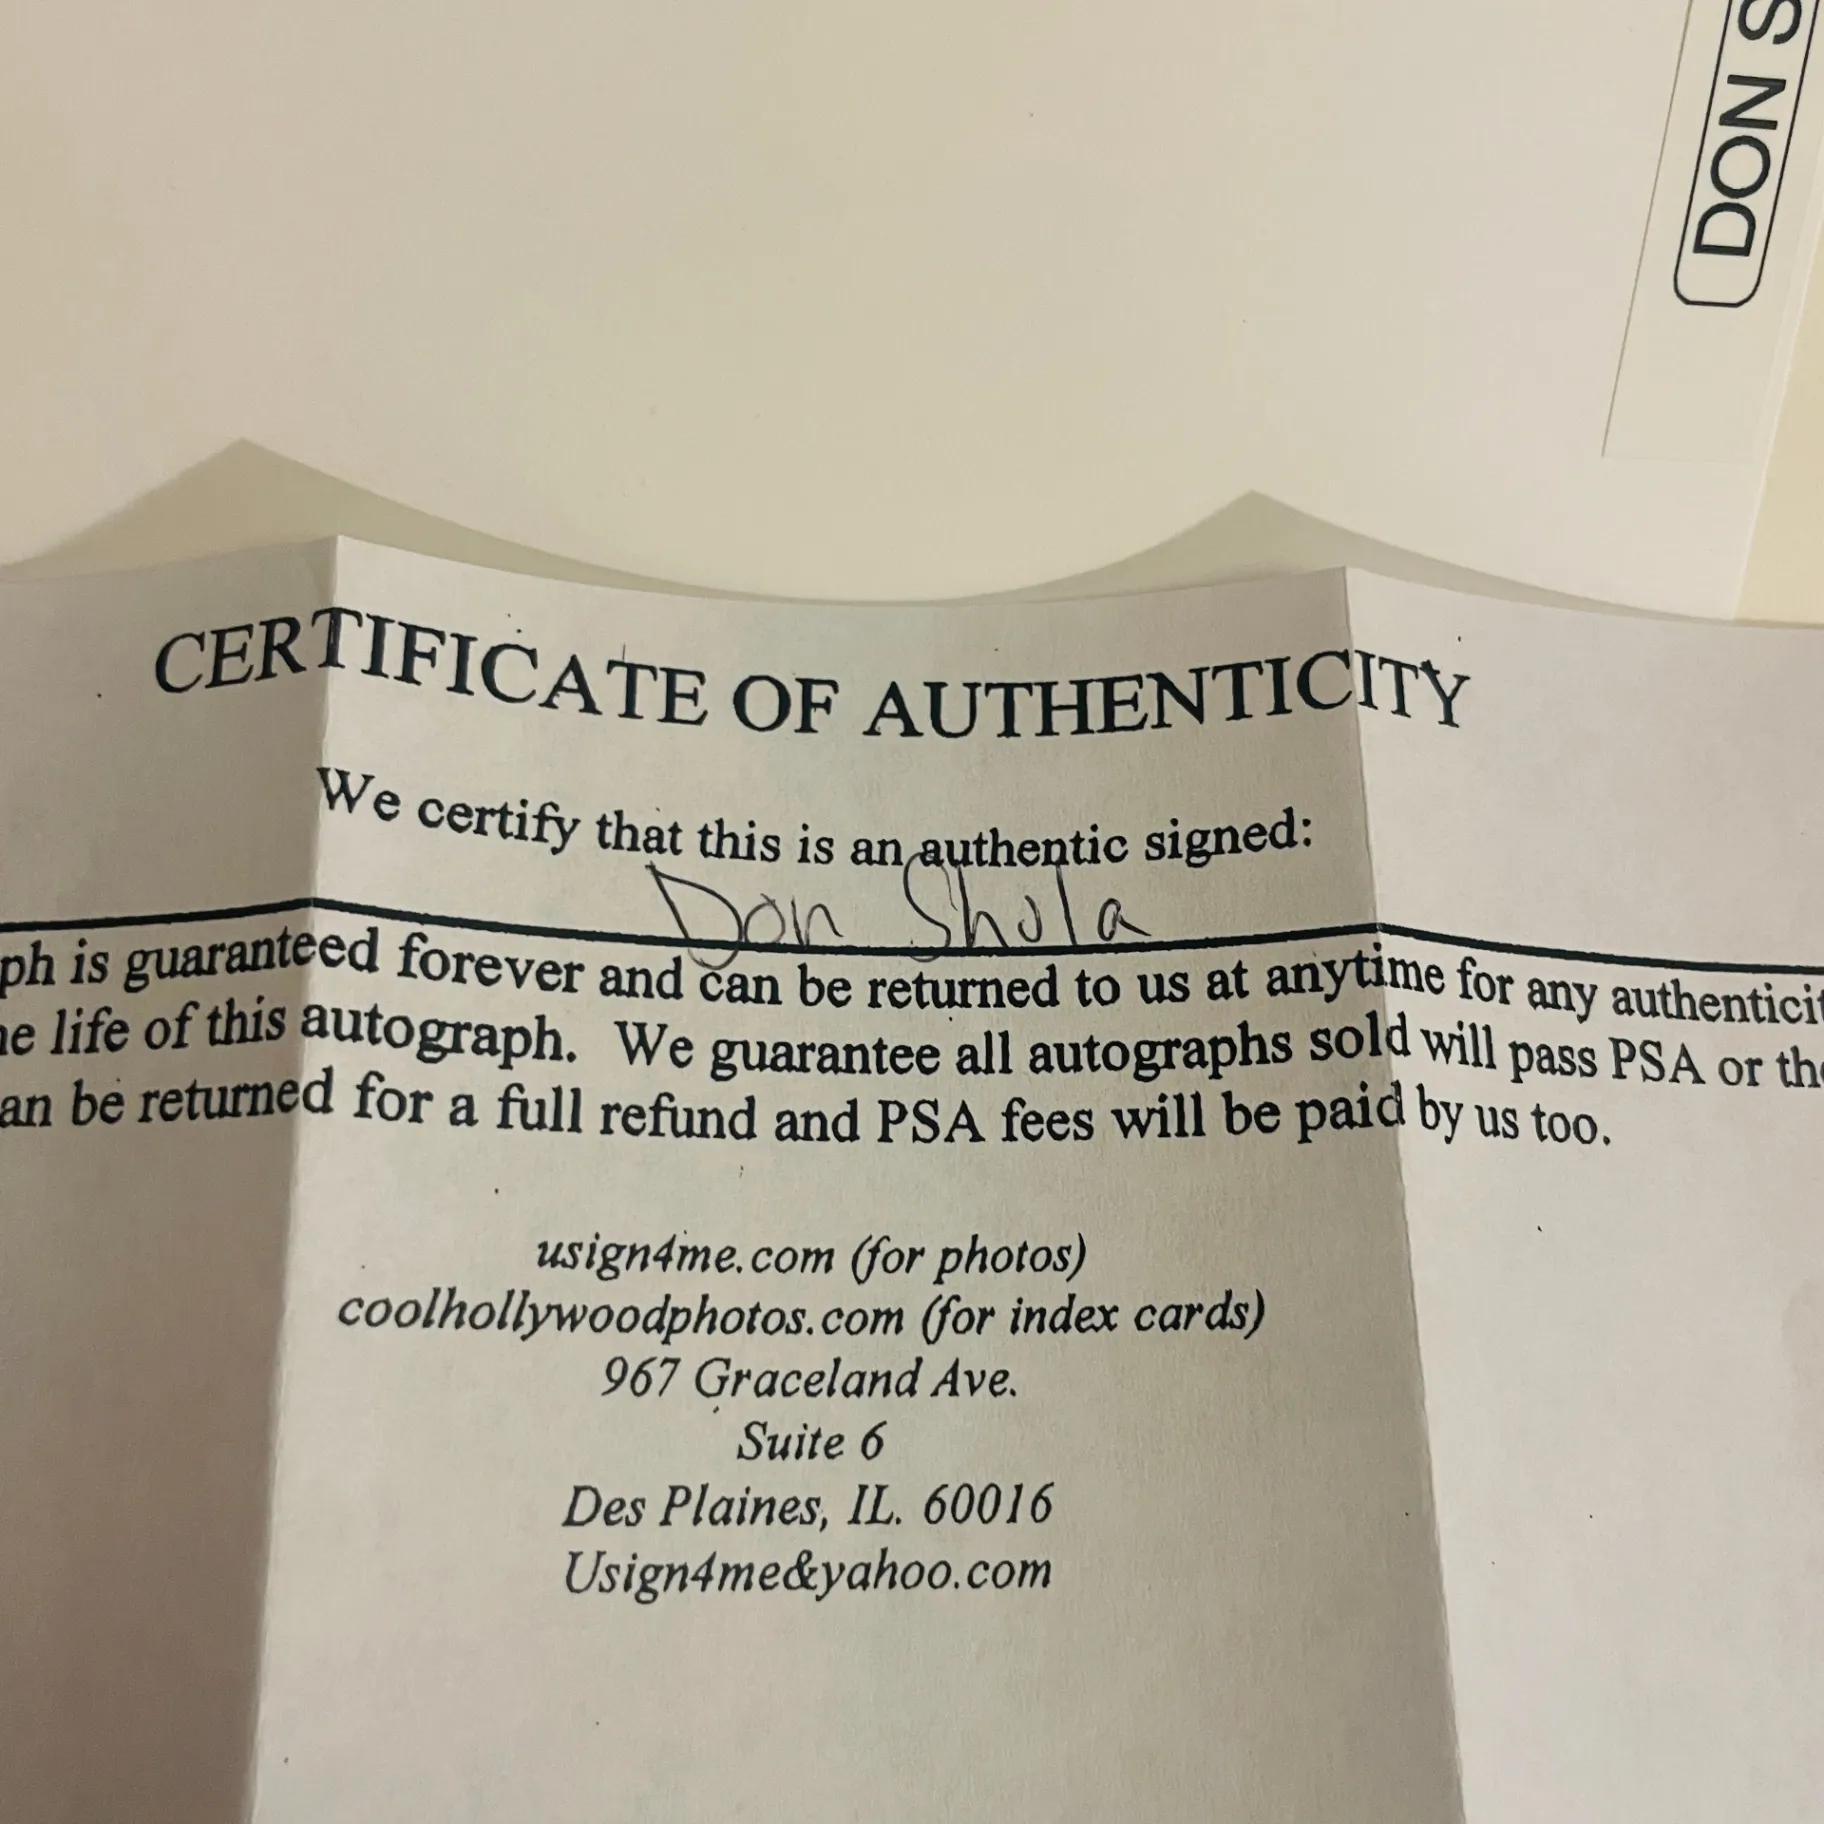 DON S
CERTIFICATE OF AUTHENTICITY
We certify that this is an authentic signed:
Don Shula
ph is guaranteed forever and can be returned to us at anytime for any authenticit
he life of this autograph. We guarantee all autographs sold will pass PSA or the
an be returned for a full refund and PSA fees will be paid by us too.
usign4me.com (for photos)
coolhollywoodphotos.com (for index cards)
967 Graceland Ave.
Suite 6
Des Plaines, IL. 60016
Usign4me&yahoo.com